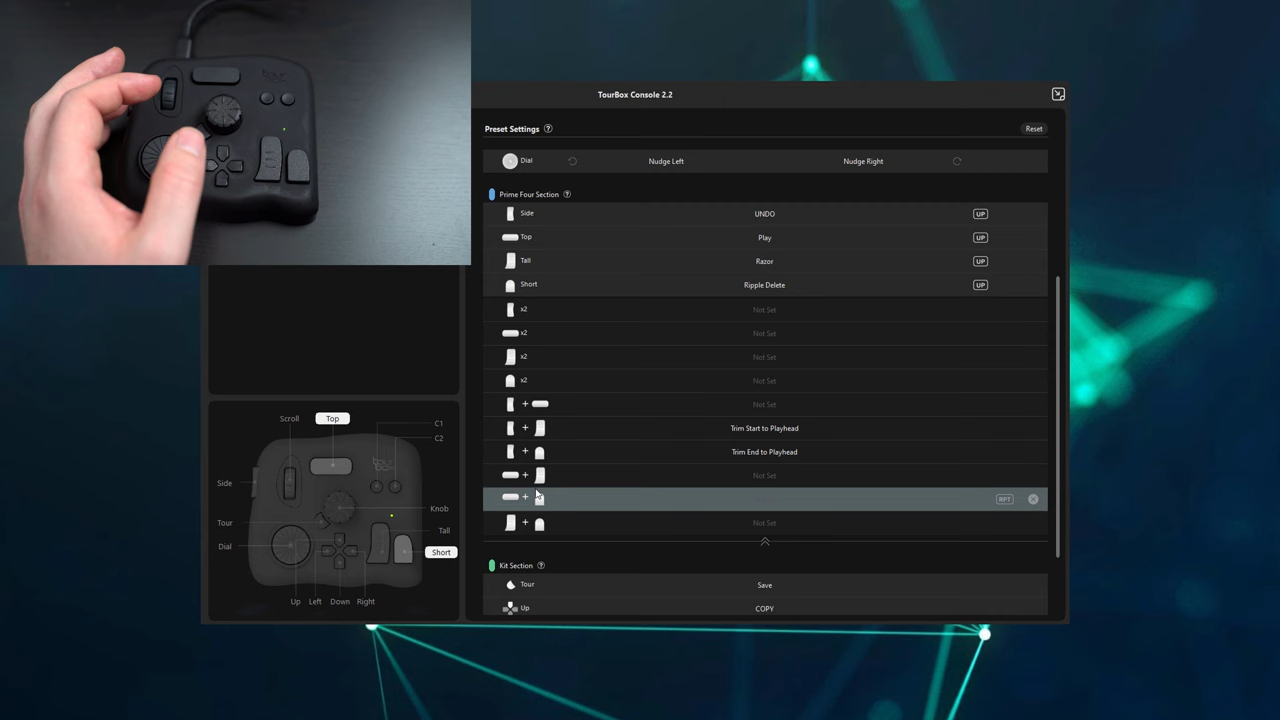 TourBox Console 2.2
Preset Settings ?
Reset
Dial Nudge Left Nudge Right
Prime Four Section ?
Side UNDO UP
Top Play UP
Tall Razor UP
Short Ripple Delete UP
x2 Not Set
x2 Not Set
x2 Not Set
x2 Not Set
+ Not Set
+ Trim Start to Playhead
+ Trim End to Playhead
+ Not Set
+ RPT
+ Not Set
Kit Section ?
Tour Save
Up COPY
Scroll
Top
C1
C2
Side
Knob
Tour
Tall
Dial
Short
Up Left Down Right